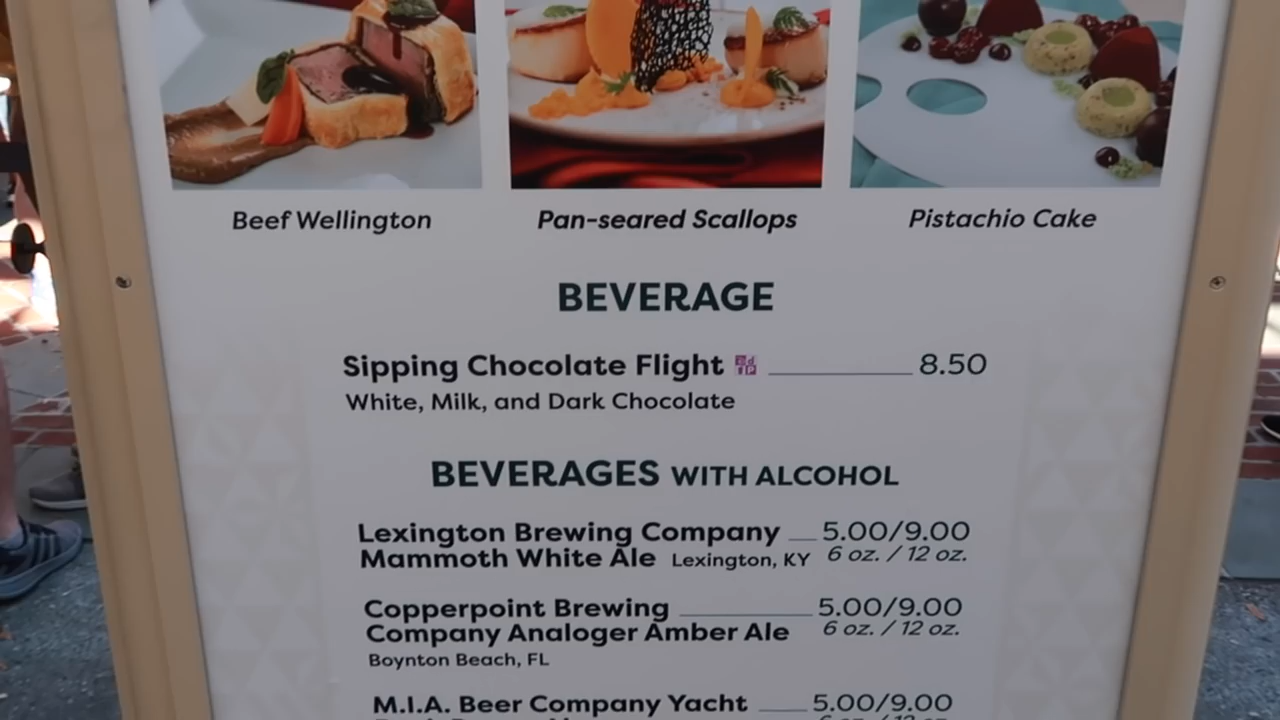 Beef Wellington
Pan-seared Scallops
Pistachio Cake
BEVERAGE
Sipping Chocolate Flight 8.50
White, Milk, and Dark Chocolate
BEVERAGES WITH ALCOHOL
Lexington Brewing Company 5.00/9.00
Mammoth White Ale Lexington, KY 6 oz. / 12 oz.
Copperpoint Brewing 5.00/9.00
Company Analoger Amber Ale 6 oz. / 12 oz.
Boynton Beach, FL
M.I.A. Beer Company Yacht 5.00/9.00